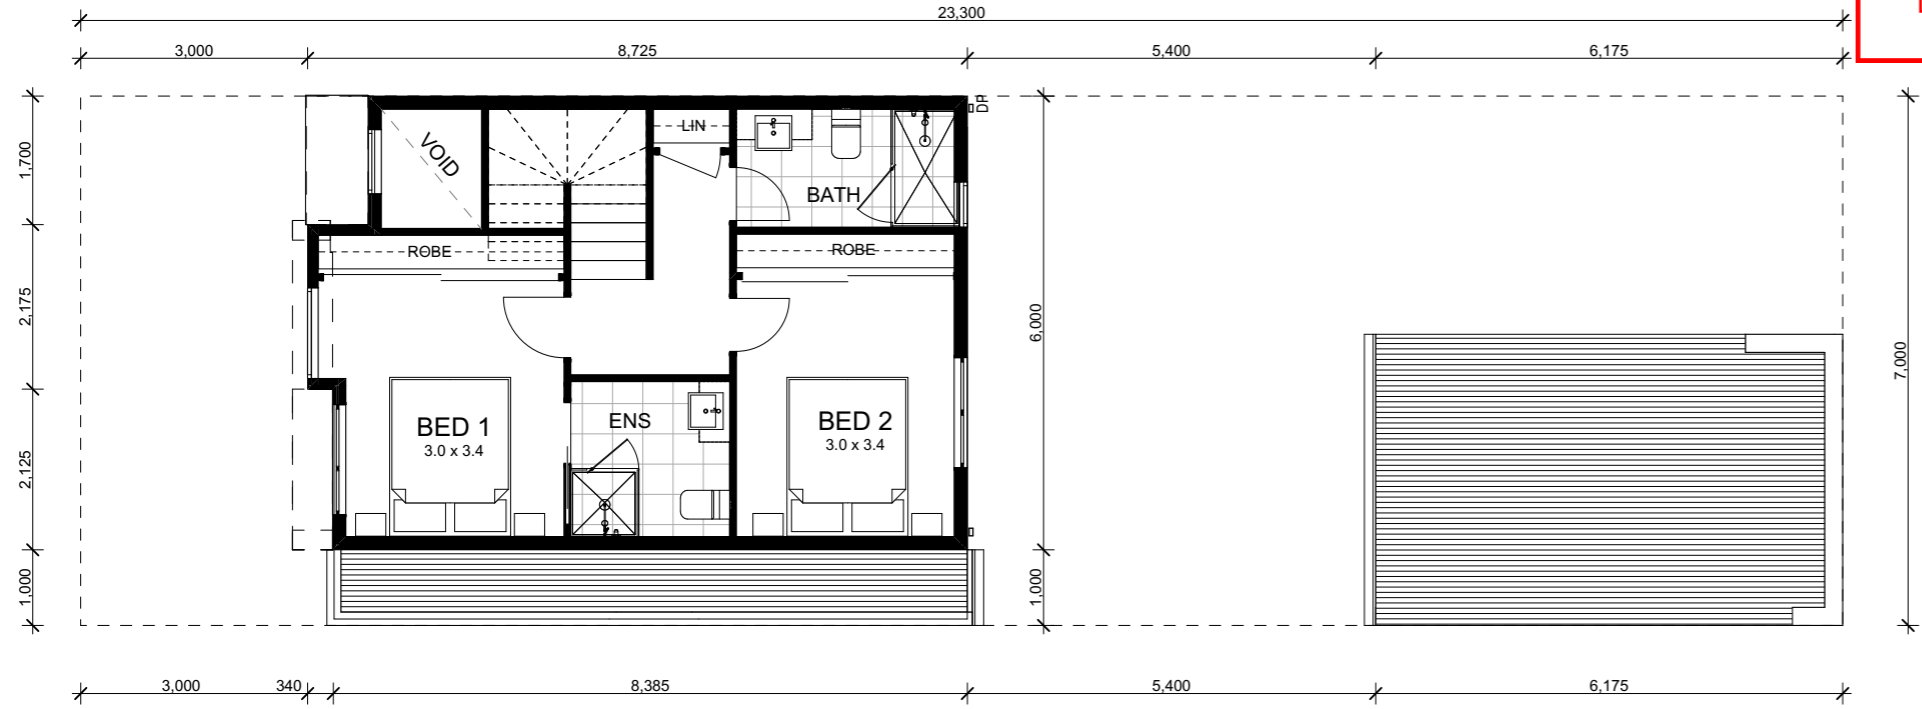 23,300
3,000
8,725
5,400
6,175
DP
LIN
VOID
1,700
BATH
ROBE
ROBE
2,175
6,000
7,000
BED 1
3.0 x 3.4
ENS
BED 2
3.0 x 3.4
2,125
1,000
1,000
3,000
340
8,385
5,400
6,175